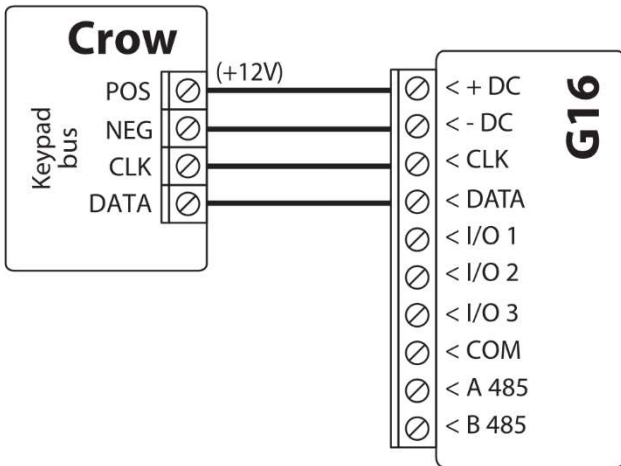 Crow
(+12V)
POS
NEG
CLK
DATA
Keypad
bus
G16
< + DC
< - DC
< CLK
< DATA
< I/O 1
< I/O 2
< I/O 3
< COM
< A 485
< B 485